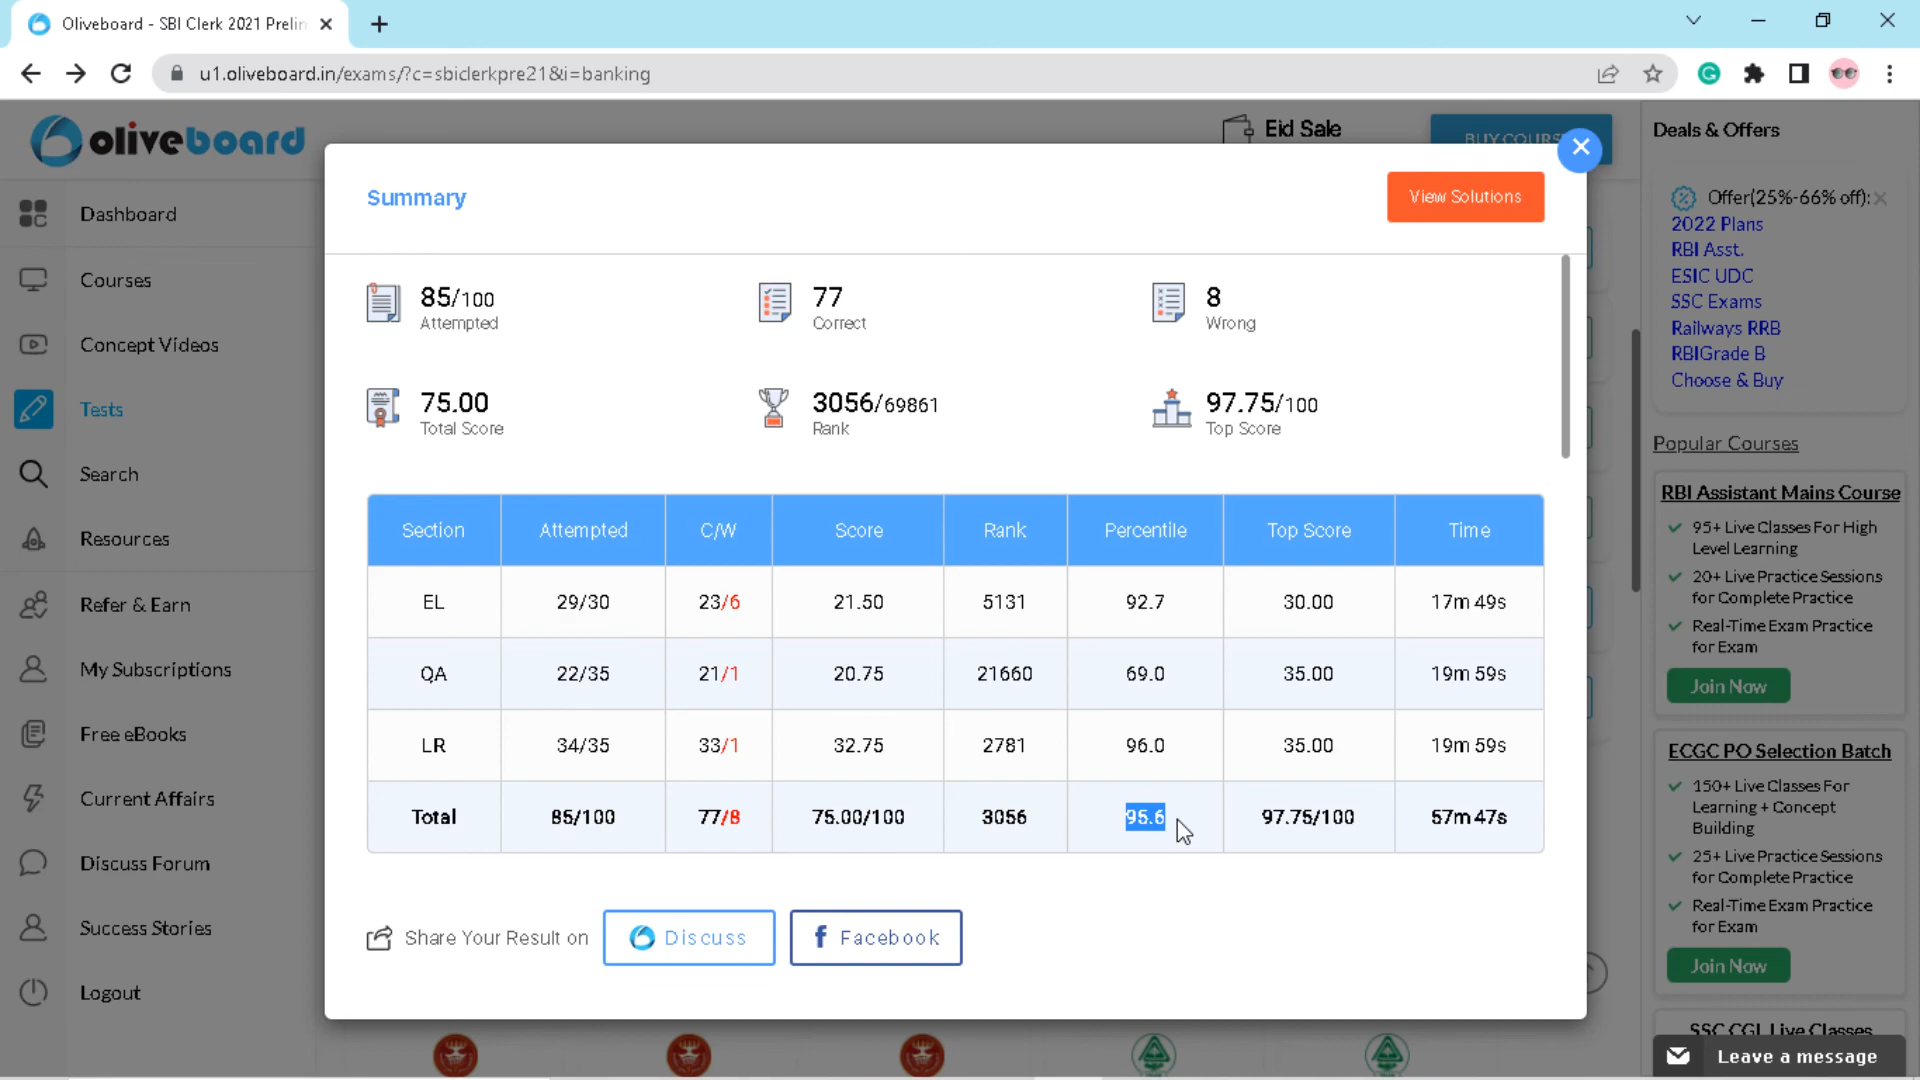 Oliveboard - SBI Clerk 2021 Prelin
u1.oliveboard.in/exams/?c=sbiclerkpre21&i=banking
oliveboard
Eid Sale
Deals & Offers
Summary
View Solutions
Offer(25%-66% off):
2022 Plans
RBI Asst.
ESIC UDC
SSC Exams
Railways RRB
RBIGrade B
Choose & Buy
Dashboard
Courses
Concept Videos
Tests
Search
Resources
Refer & Earn
My Subscriptions
Free eBooks
Current Affairs
Discuss Forum
Success Stories
Logout
85/100
Attempted
77
Correct
8
Wrong
75.00
Total Score
3056/69861
Rank
97.75/100
Top Score
Section Attempted C/W Score Rank Percentile Top Score Time
EL 29/30 23/6 21.50 5131 92.7 30.00 17m 49s
QA 22/35 21/1 20.75 21660 69.0 35.00 19m 59s
LR 34/35 33/1 32.75 2781 96.0 35.00 19m 59s
Total 85/100 77/8 75.00/100 3056 95.6 97.75/100 57m 47s
Share Your Result on Discuss Facebook
Popular Courses
RBI Assistant Mains Course
95+ Live Classes For High
Level Learning
20+ Live Practice Sessions
for Complete Practice
Real-Time Exam Practice
for Exam
Join Now
ECGC PO Selection Batch
150+ Live Classes For
Learning + Concept
Building
25+ Live Practice Sessions
for Complete Practice
Real-Time Exam Practice
for Exam
Join Now
SSC CGL Live Classes
Leave a message